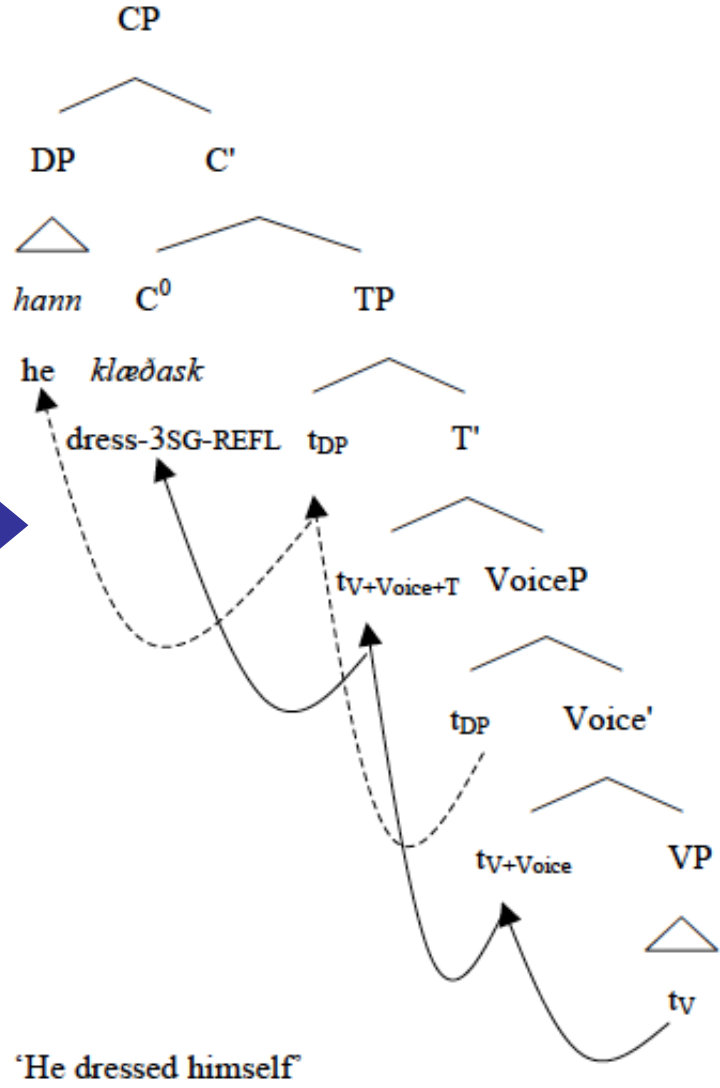 CP
DP C'
hann C⁰ TP
he klæðask
dress-3SG-REFL tDP T'
tV+Voice+T VoiceP
tDP Voice'
tV+Voice VP
tV
‘He dressed himself’